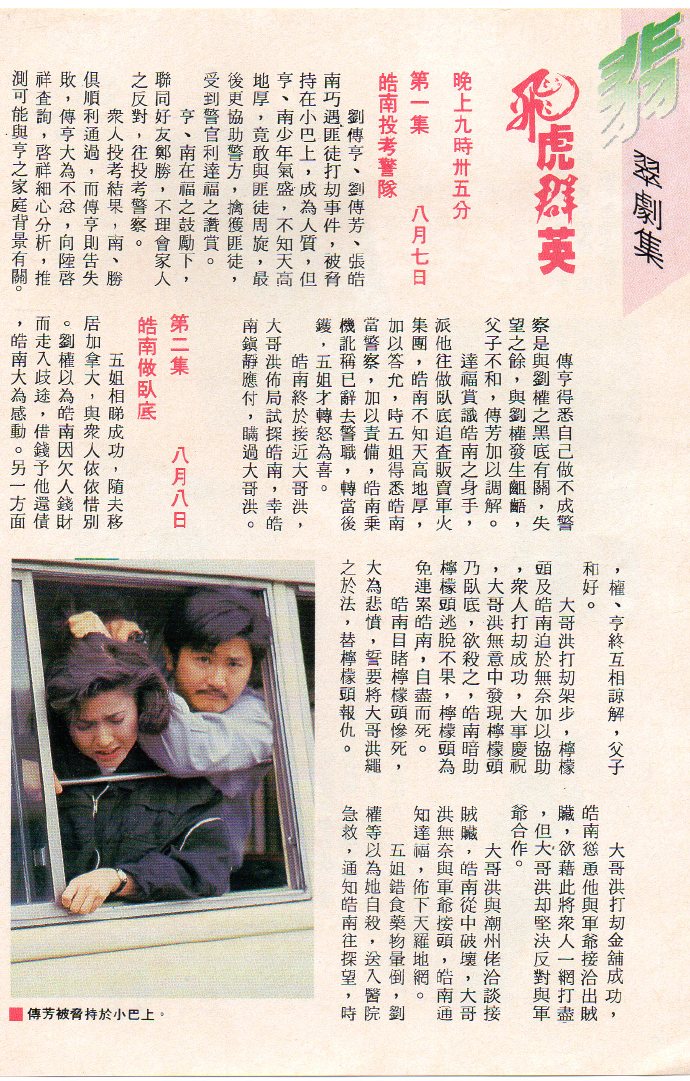 翡
翠劇集
飛虎群英
晚上九時卅五分
第一集　八月七日
皓南投考警隊
劉傳亨、劉傳芳、張皓
南巧遇匪徒打刧事件，被脅
持在小巴上，成為人質，但
亨、南少年氣盛，不知天高
地厚，竟敢與匪徒周旋，最
後更協助警方，擒獲匪徒，
受到警官利達福之讚賞。
亨、南在福之鼓勵下，
聯同好友鄭勝，不理會家人
之反對，往投考警察。
衆人投考結果，南、勝
俱順利通過，而傳亨則告失
敗，傳亨大為不忿，向陸啓
祥查詢，啓祥細心分析，推
測可能與亨之家庭背景有關。
傳亨得悉自己做不成警
察是與劉權之黑底有關，失
望之餘，與劉權發生齟齬，
父子不和，傳芳加以調解。
達福賞識皓南之身手，
派他往做臥底追查販賣軍火
集團，皓南不知天高地厚，
加以答允，時五姐得悉皓南
當警察，加以責備，皓南乘
機訛稱已辭去警職，轉當後
鑊，五姐才轉怒為喜。
皓南終於接近大哥洪，
大哥洪佈局試探皓南，幸皓
南鎮靜應付，瞞過大哥洪。
第二集　八月八日
皓南做臥底
五姐相睇成功，隨夫移
居加拿大，與衆人依依惜別
。劉權以為皓南因欠人錢財
而走入歧途，借錢予他還債
，皓南大為感動。另一方面
，權、亨終互相諒解，父子
和好。
大哥洪打刧架步，檸檬
頭及皓南迫於無奈加以協助
，衆人打刧成功，大事慶祝
，大哥洪無意中發現檸檬頭
乃臥底，欲殺之，皓南暗助
檸檬頭逃脫不果，檸檬頭為
免連累皓南，自盡而死。
皓南目睹檸檬頭慘死，
大為悲憤，誓要將大哥洪繩
之於法，替檸檬頭報仇。
大哥洪打刧金舖成功，
皓南慫恿他與軍爺接洽出賊
贓，欲藉此將衆人一網打盡
，但大哥洪却堅決反對與軍
爺合作。
大哥洪與潮州佬洽談接
賊贓，皓南從中破壞，大哥
洪無奈與軍爺接頭，皓南通
知達福，佈下天羅地網。
五姐錯食藥物暈倒，劉
權等以為她自殺，送入醫院
急救，通知皓南往探望，時
傳芳被脅持於小巴上。